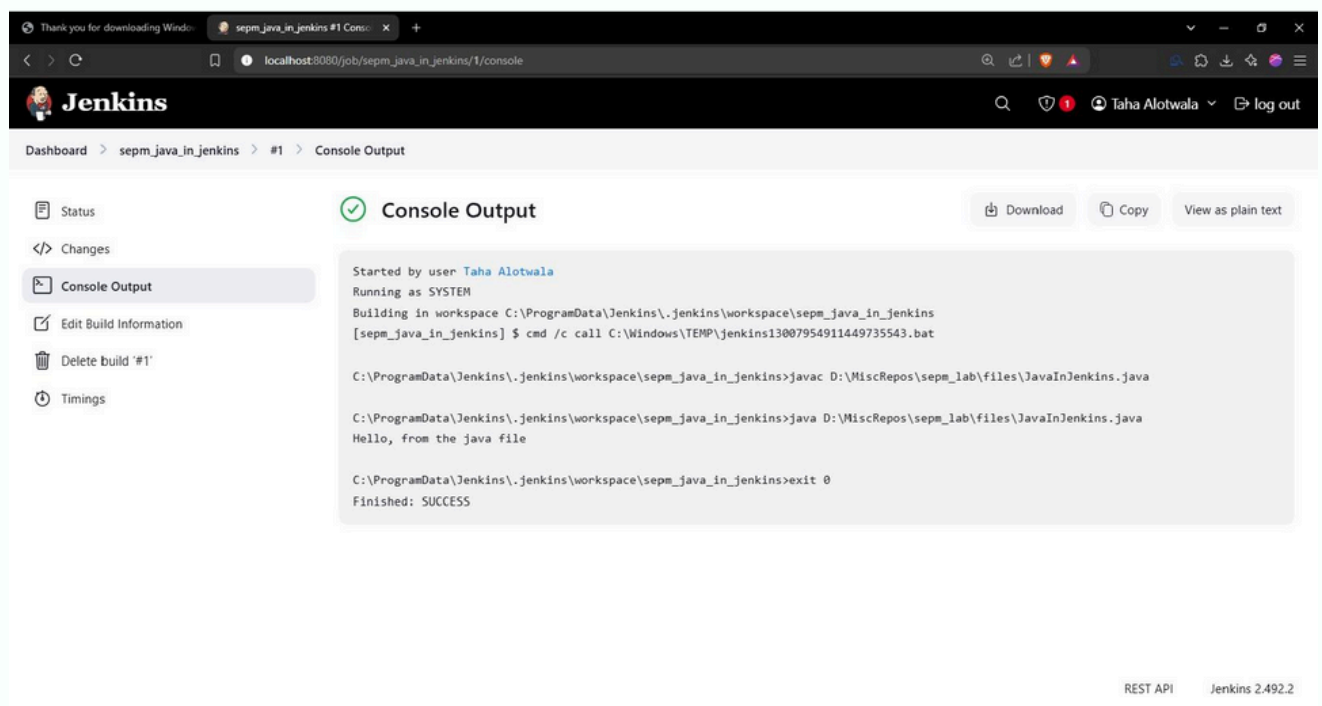 Thank you for downloading Windo
sepm_java_in_jenkins #1 Conso
localhost:8080/job/sepm_java_in_jenkins/1/console
Jenkins
1
Taha Alotwala
log out
Dashboard > sepm_java_in_jenkins > #1 > Console Output
Status
Changes
Console Output
Edit Build Information
Delete build '#1'
Timings
Console Output
Download
Copy
View as plain text
Started by user Taha Alotwala
Running as SYSTEM
Building in workspace C:\ProgramData\Jenkins\.jenkins\workspace\sepm_java_in_jenkins
[sepm_java_in_jenkins] $ cmd /c call C:\Windows\TEMP\jenkins13007954911449735543.bat
C:\ProgramData\Jenkins\.jenkins\workspace\sepm_java_in_jenkins>javac D:\MiscRepos\sepm_lab\files\JavaInJenkins.java
C:\ProgramData\Jenkins\.jenkins\workspace\sepm_java_in_jenkins>java D:\MiscRepos\sepm_lab\files\JavaInJenkins.java
Hello, from the java file
C:\ProgramData\Jenkins\.jenkins\workspace\sepm_java_in_jenkins>exit 0
Finished: SUCCESS
REST API
Jenkins 2.492.2